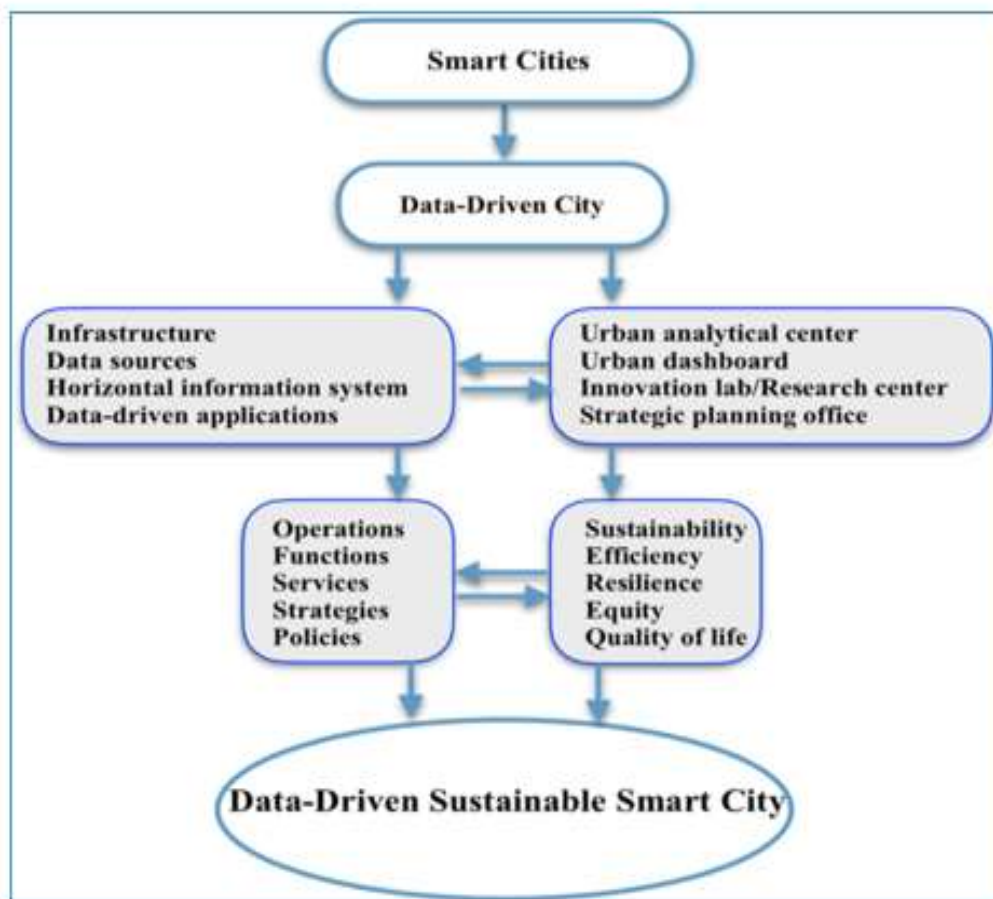 Smart Cities
Data-Driven City
Infrastructure
Data sources
Horizontal information system
Data-driven applications
Urban analytical center
Urban dashboard
Innovation lab/Research center
Strategic planning office
Operations
Functions
Services
Strategies
Policies
Sustainability
Efficiency
Resilience
Equity
Quality of life
Data-Driven Sustainable Smart City